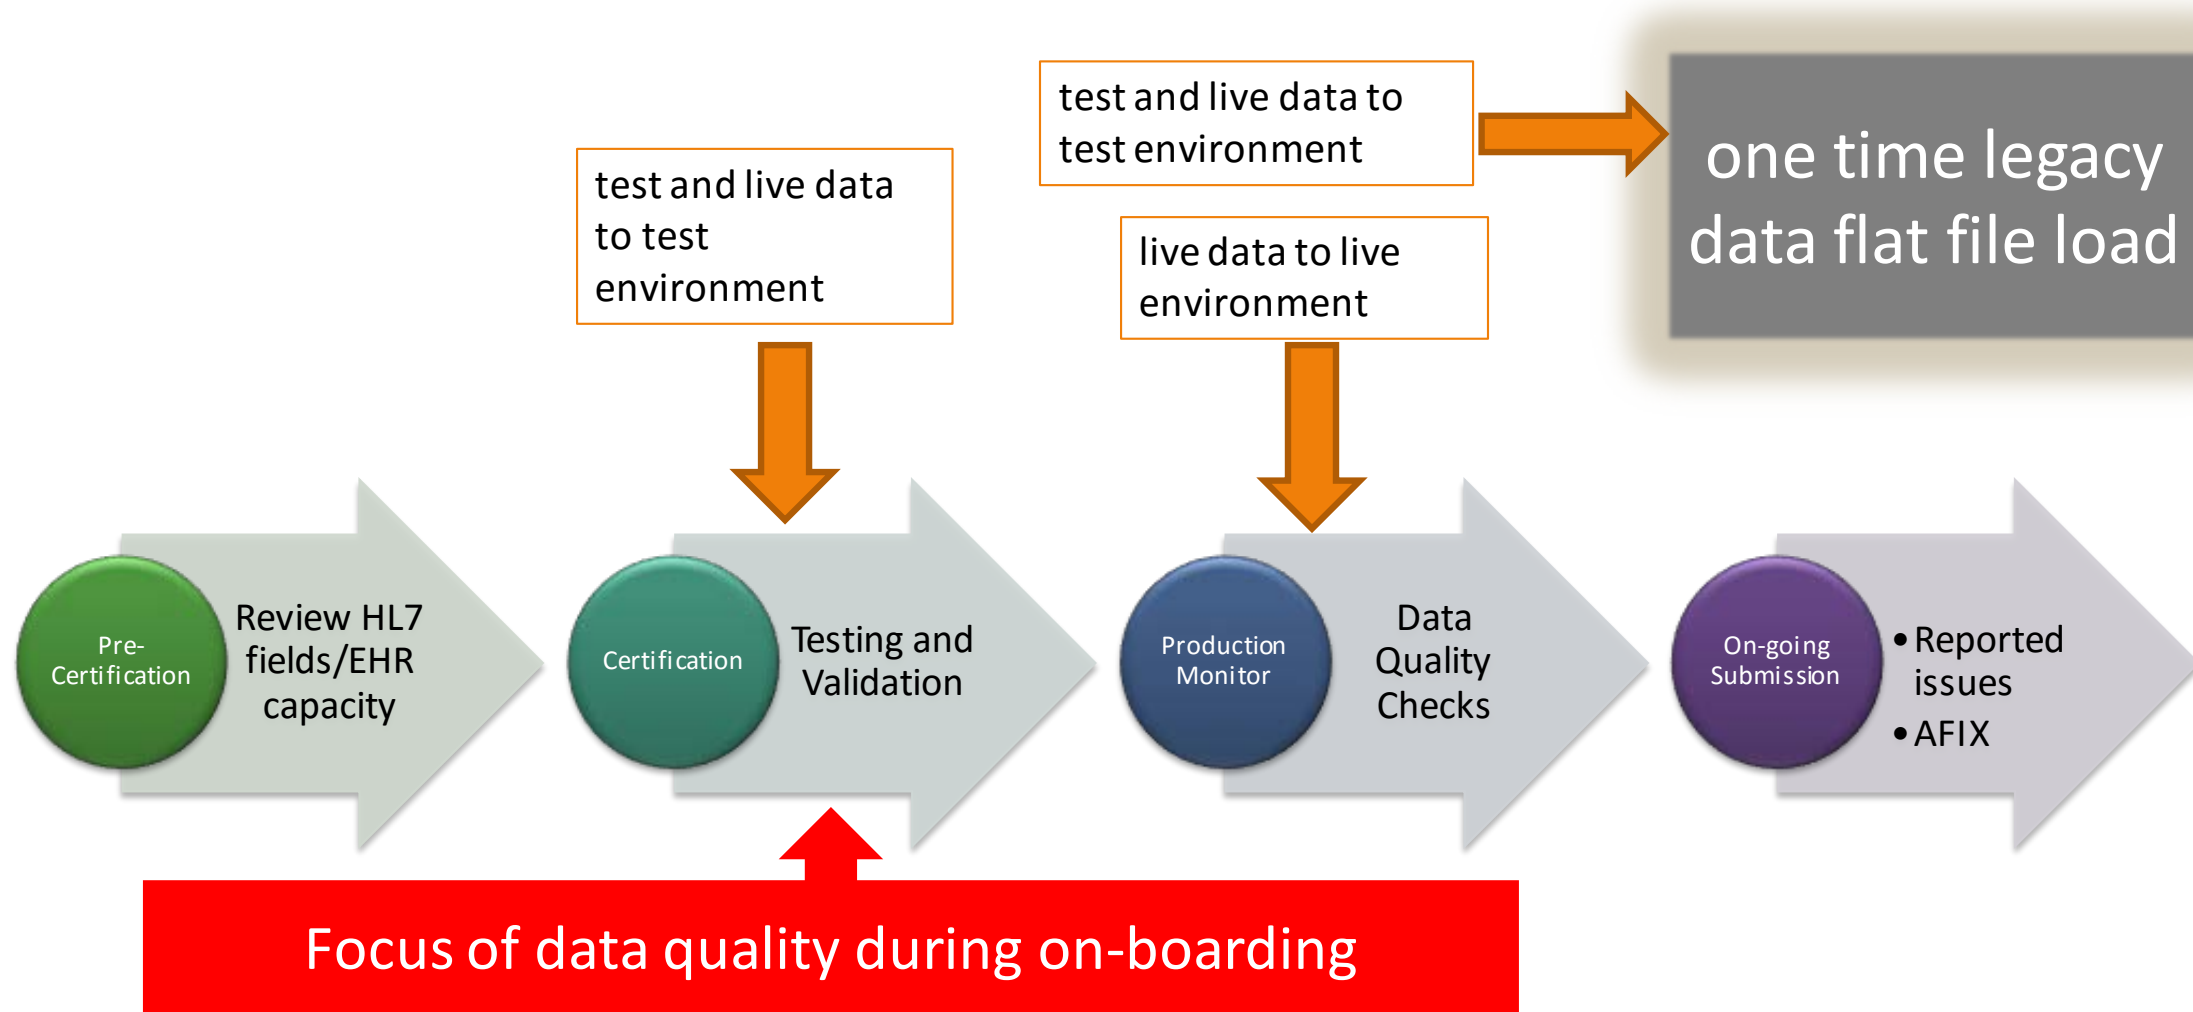 test and live data to
test environment
one time legacy
data flat file load
test and live data
to test
environment
live data to live
environment
Pre-
Certification
Review HL7
fields/EHR
capacity
Certification
Testing and
Validation
Production
Monitor
Data
Quality
Checks
On-going
Submission
•Reported
issues
•AFIX
Focus of data quality during on-boarding